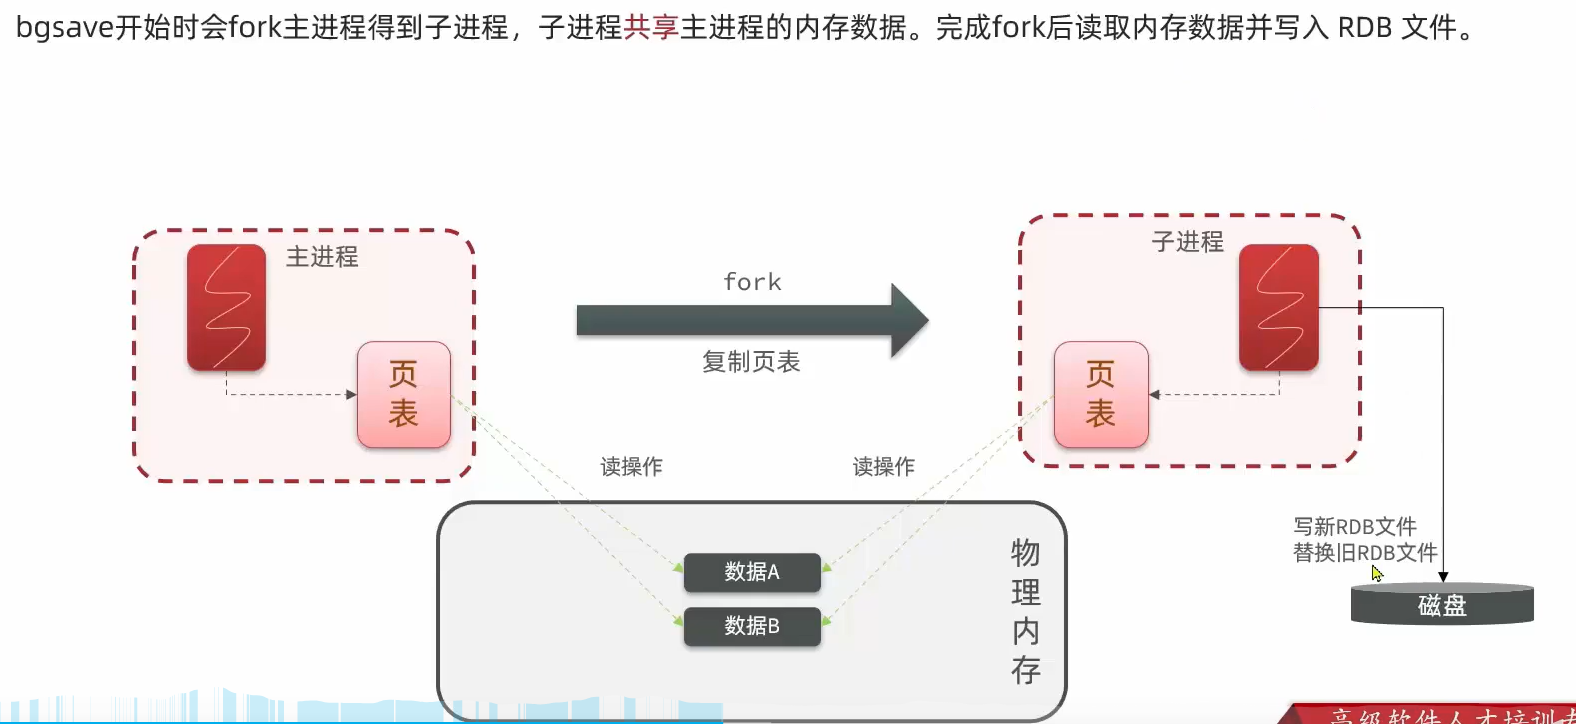 bgsave开始时会fork主进程得到子进程，子进程共享主进程的内存数据。完成fork后读取内存数据并写入 RDB 文件。
主进程
子进程
fork
复制页表
页表
页表
读操作
读操作
数据A
数据B
物理内存
写新RDB文件
替换旧RDB文件
磁盘
高级软件人才培训专